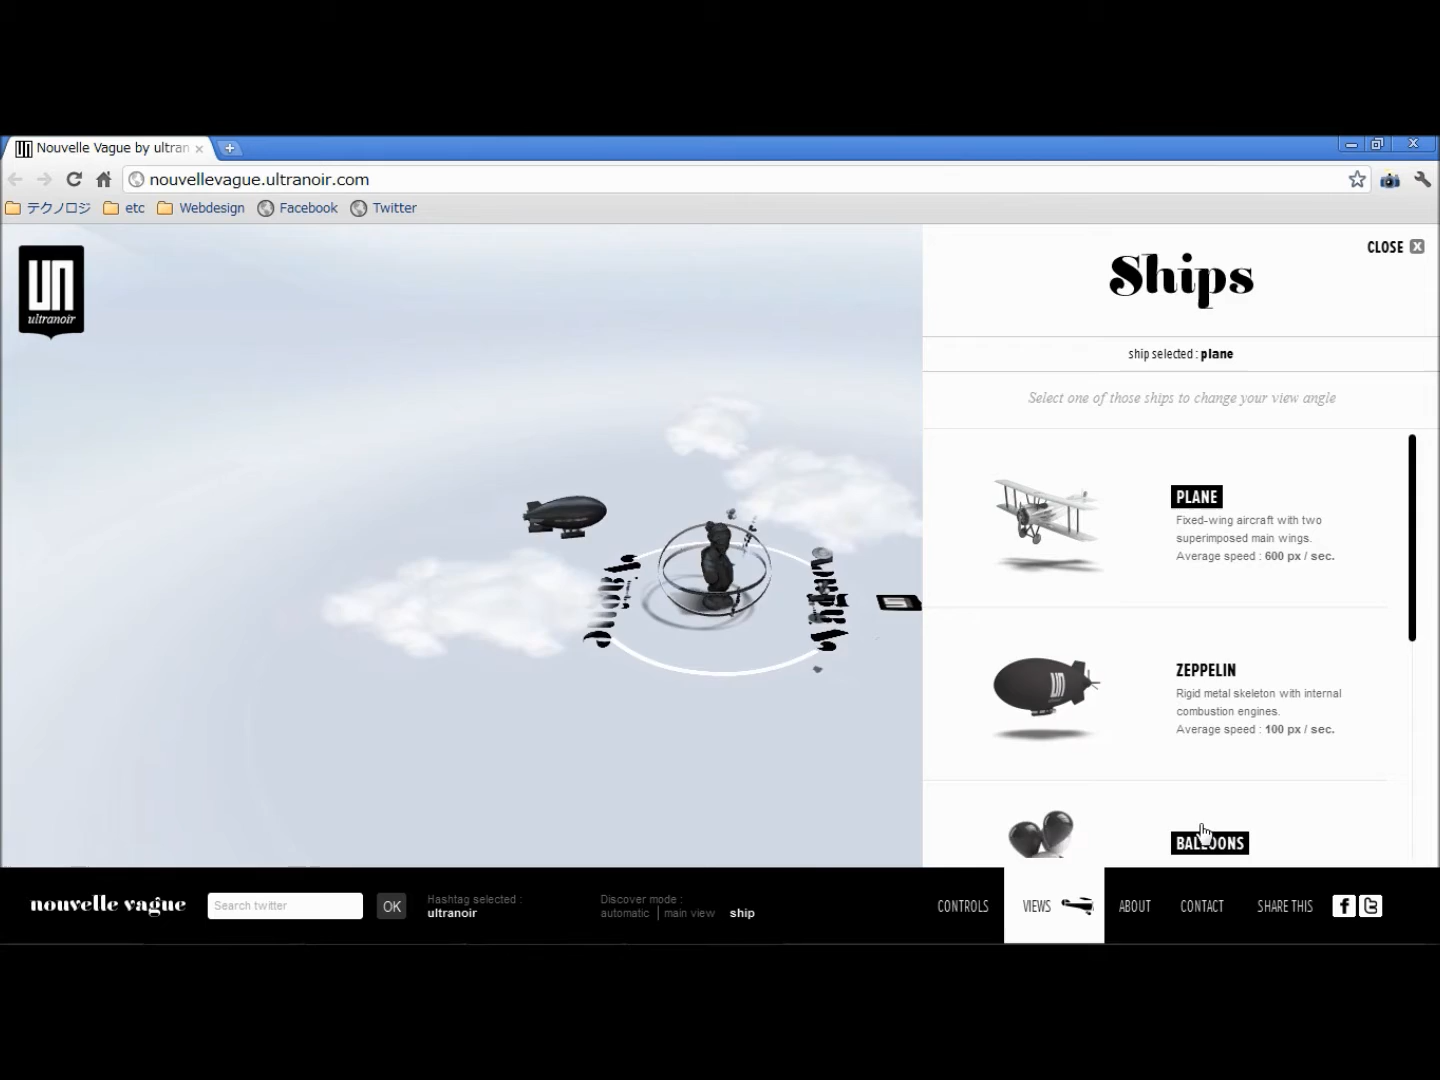 Nouvelle Vague by ultran
nouvellevague.ultranoir.com
テクノロジ
etc
Webdesign
Facebook
Twitter
un
ultranoir
CLOSE X
Ships
ship selected : plane
Select one of those ships to change your view angle
PLANE
Fixed-wing aircraft with two
superimposed main wings.
Average speed : 600 px / sec.
ZEPPELIN
Rigid metal skeleton with internal
combustion engines.
Average speed : 100 px / sec.
un
BALLOONS
nouvelle vague
Search twitter
OK
Hashtag selected :
ultranoir
Discover mode :
automatic | main view ship
CONTROLS
VIEWS
ABOUT
CONTACT
SHARE THIS